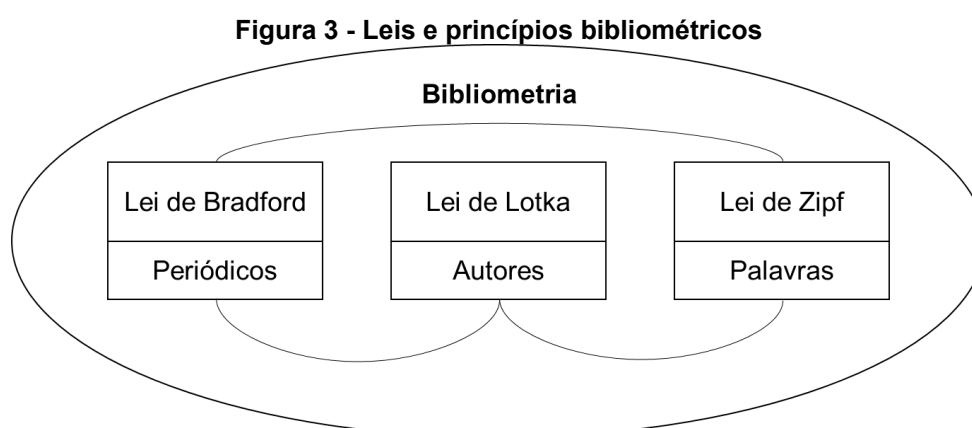 Figura 3 - Leis e princípios bibliométricos
Bibliometria
Lei de Bradford
Lei de Lotka
Lei de Zipf
Periódicos
Autores
Palavras